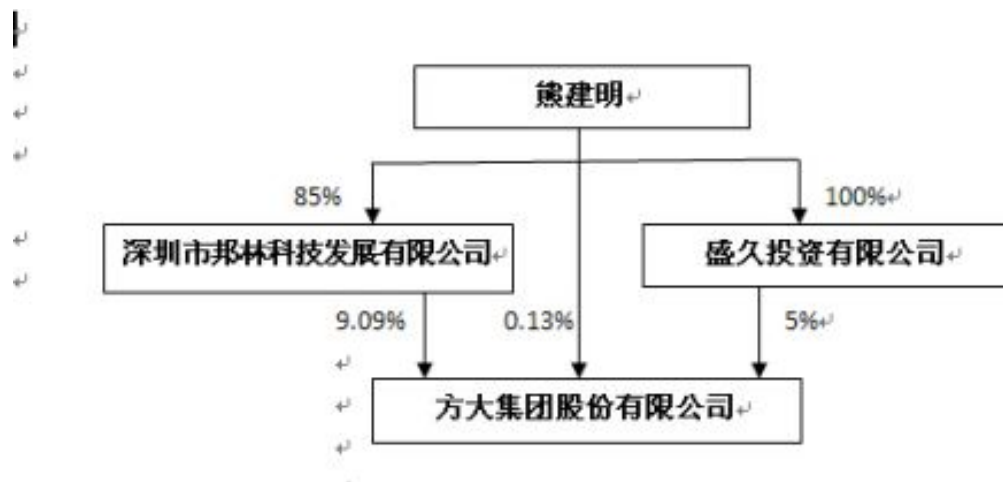 熊建明
85%
100%
深圳市邦林科技发展有限公司
盛久投资有限公司
9.09%
0.13%
5%
方大集团股份有限公司